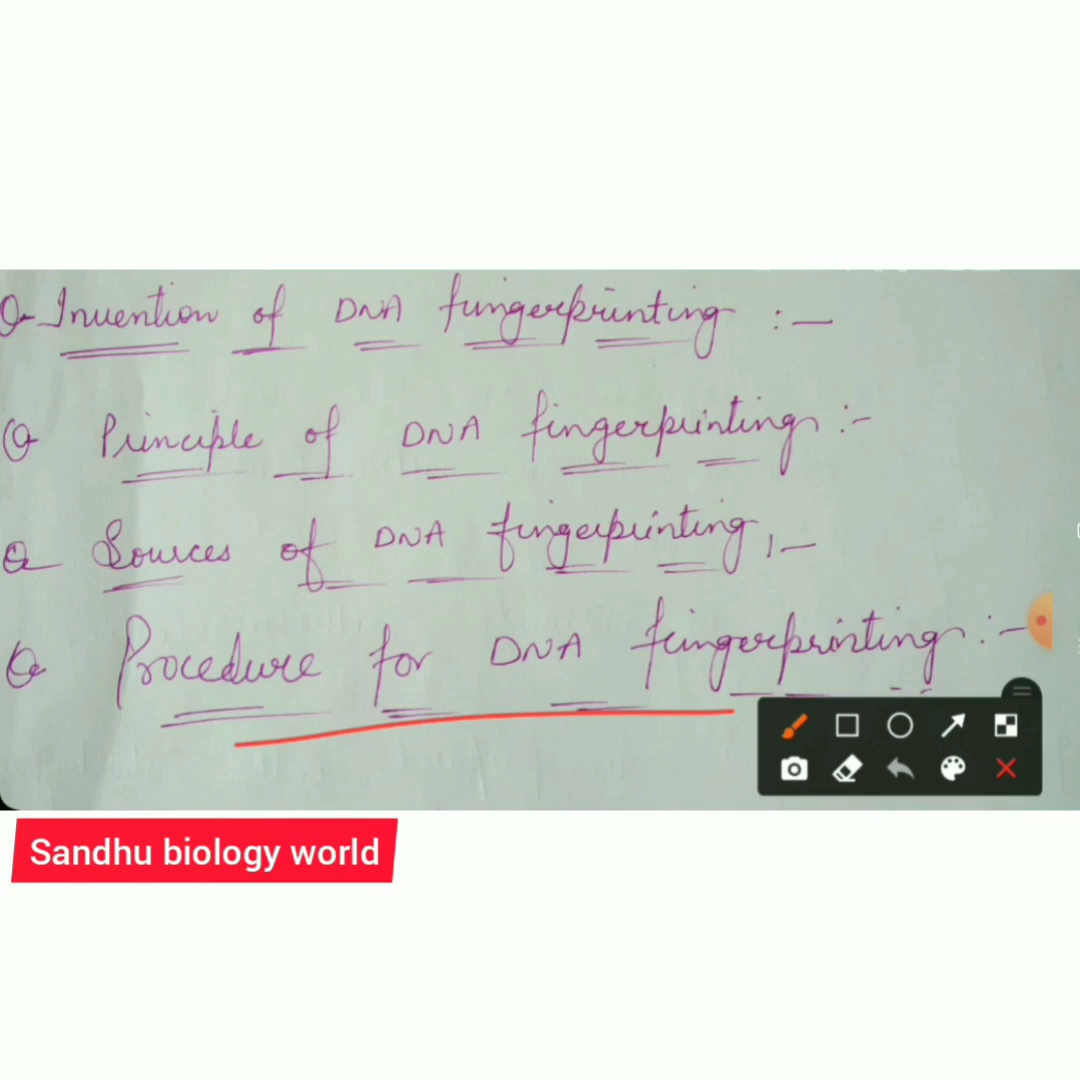 Q- Invention of DNA fingerprinting :-
Q Principle of DNA fingerprinting :-
Q Sources of DNA fingerprinting :-
Q Procedure for DNA fingerprinting :-
Sandhu biology world